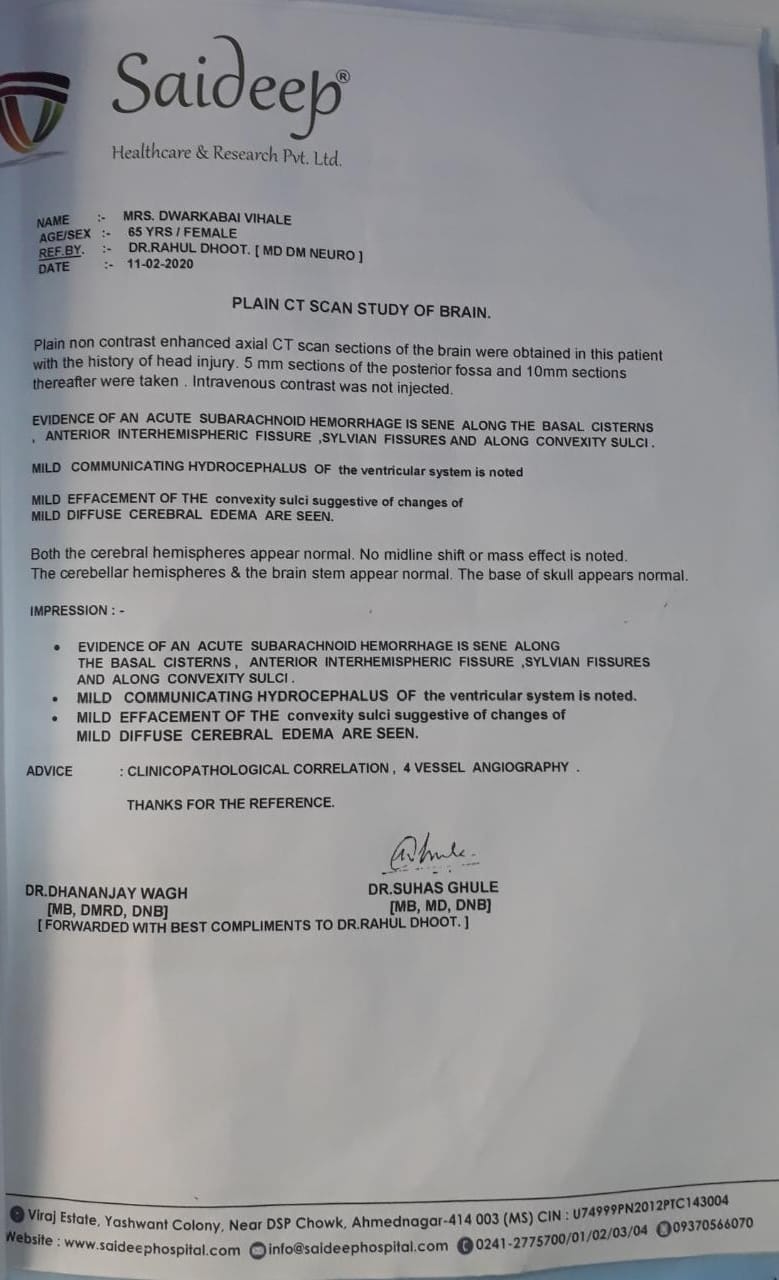 Saideep®
Healthcare & Research Pvt. Ltd.
NAME :- MRS. DWARKABAI VIHALE
AGE/SEX :- 65 YRS / FEMALE
REF.BY. :- DR.RAHUL DHOOT. [ MD DM NEURO ]
DATE :- 11-02-2020
PLAIN CT SCAN STUDY OF BRAIN.
Plain non contrast enhanced axial CT scan sections of the brain were obtained in this patient
with the history of head injury. 5 mm sections of the posterior fossa and 10mm sections
thereafter were taken . Intravenous contrast was not injected.
EVIDENCE OF AN ACUTE SUBARACHNOID HEMORRHAGE IS SENE ALONG THE BASAL CISTERNS
, ANTERIOR INTERHEMISPHERIC FISSURE ,SYLVIAN FISSURES AND ALONG CONVEXITY SULCI .
MILD COMMUNICATING HYDROCEPHALUS OF the ventricular system is noted
MILD EFFACEMENT OF THE convexity sulci suggestive of changes of
MILD DIFFUSE CEREBRAL EDEMA ARE SEEN.
Both the cerebral hemispheres appear normal. No midline shift or mass effect is noted.
The cerebellar hemispheres & the brain stem appear normal. The base of skull appears normal.
IMPRESSION : -
• EVIDENCE OF AN ACUTE SUBARACHNOID HEMORRHAGE IS SENE ALONG
THE BASAL CISTERNS , ANTERIOR INTERHEMISPHERIC FISSURE ,SYLVIAN FISSURES
AND ALONG CONVEXITY SULCI .
• MILD COMMUNICATING HYDROCEPHALUS OF the ventricular system is noted.
• MILD EFFACEMENT OF THE convexity sulci suggestive of changes of
MILD DIFFUSE CEREBRAL EDEMA ARE SEEN.
ADVICE : CLINICOPATHOLOGICAL CORRELATION , 4 VESSEL ANGIOGRAPHY .
THANKS FOR THE REFERENCE.
DR.DHANANJAY WAGH DR.SUHAS GHULE
[MB, DMRD, DNB] [MB, MD, DNB]
[ FORWARDED WITH BEST COMPLIMENTS TO DR.RAHUL DHOOT. ]
Viraj Estate, Yashwant Colony, Near DSP Chowk, Ahmednagar-414 003 (MS) CIN : U74999PN2012PTC143004
Website : www.saideephospital.com info@saideephospital.com 0241-2775700/01/02/03/04 09370566070